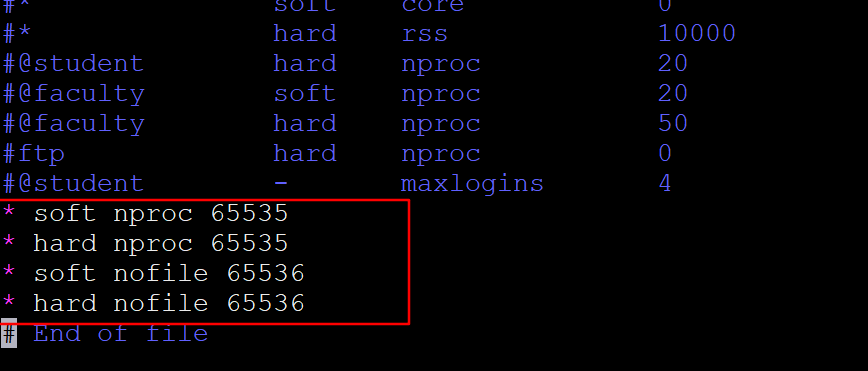 #* soft core 0
#* hard rss 10000
#@student hard nproc 20
#@faculty soft nproc 20
#@faculty hard nproc 50
#ftp hard nproc 0
#@student - maxlogins 4
* soft nproc 65535
* hard nproc 65535
* soft nofile 65536
* hard nofile 65536
# End of file